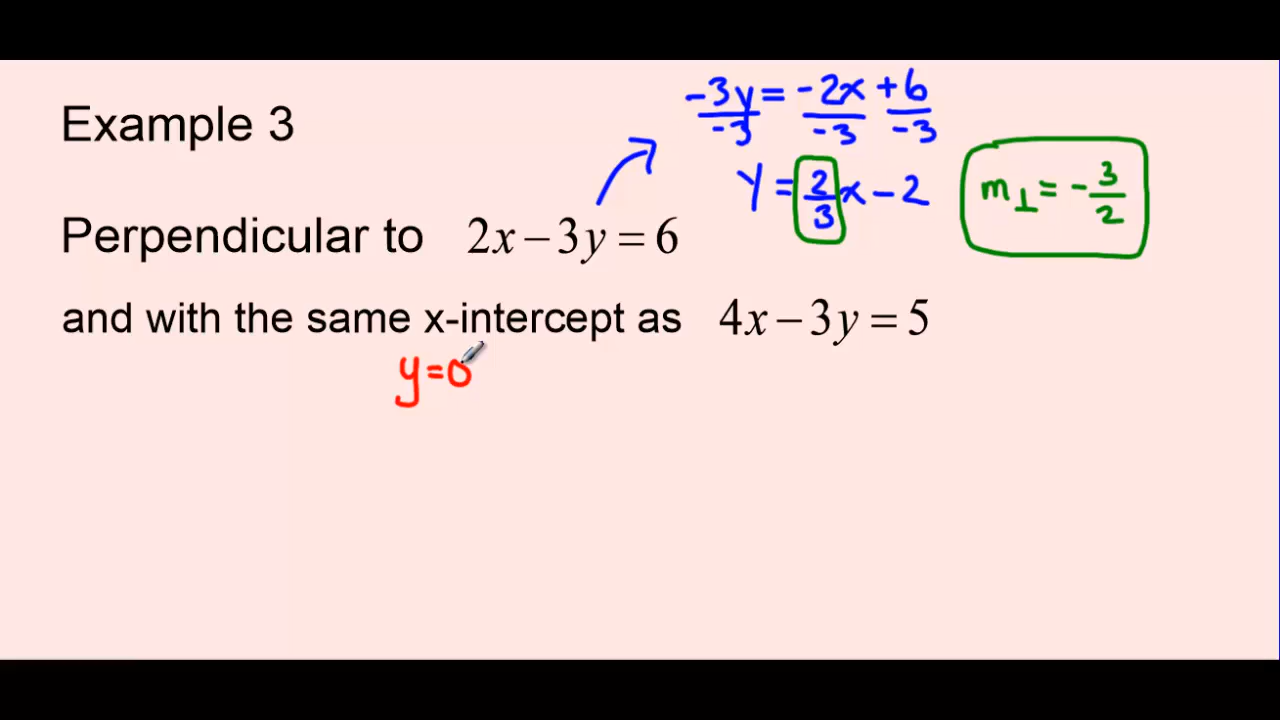 Example 3
-3y = -2x + 6
-3 -3 -3
y = 2/3 x - 2
m⊥ = - 3/2
Perpendicular to 2x − 3y = 6
and with the same x-intercept as 4x − 3y = 5
y = 0